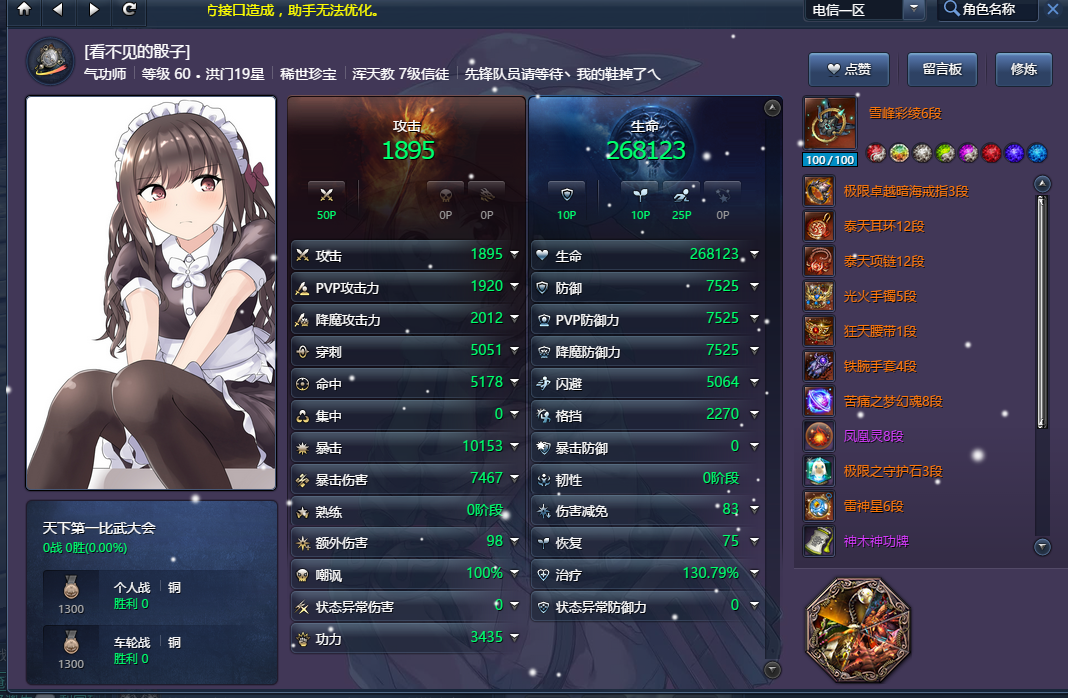 方接口造成，助手无法优化。
电信一区
角色名称
[看不见的骰子]
气功师 等级 60 . 洪门19星 稀世珍宝 浑天教 7级信徒 先锋队员请等待、我的鞋掉了ヘ
点赞
留言板
修炼
攻击
1895
50P
0P
0P
生命
268123
10P
10P
25P
0P
攻击 1895
PVP攻击力 1920
降魔攻击力 2012
穿刺 5051
命中 5178
集中 0
暴击 10153
暴击伤害 7467
熟练 0阶段
额外伤害 98
嘲讽 100%
状态异常伤害 0
功力 3435
生命 268123
防御 7525
PVP防御力 7525
降魔防御力 7525
闪避 5064
格挡 2270
暴击防御 0
韧性 0阶段
伤害减免 83
恢复 75
治疗 130.79%
状态异常防御力 0
雪峰彩绫6段
100 / 100
极限卓越暗海戒指3段
泰天耳环12段
泰天项链12段
光火手镯5段
狂天腰带1段
铁腕手套4段
苦痛之梦幻魂8段
凤凰灵8段
极限之守护石3段
雷神星6段
神木神功牌
天下第一比武大会
0战 0胜(0.00%)
1300
个人战 铜
胜利 0
1300
车轮战 铜
胜利 0